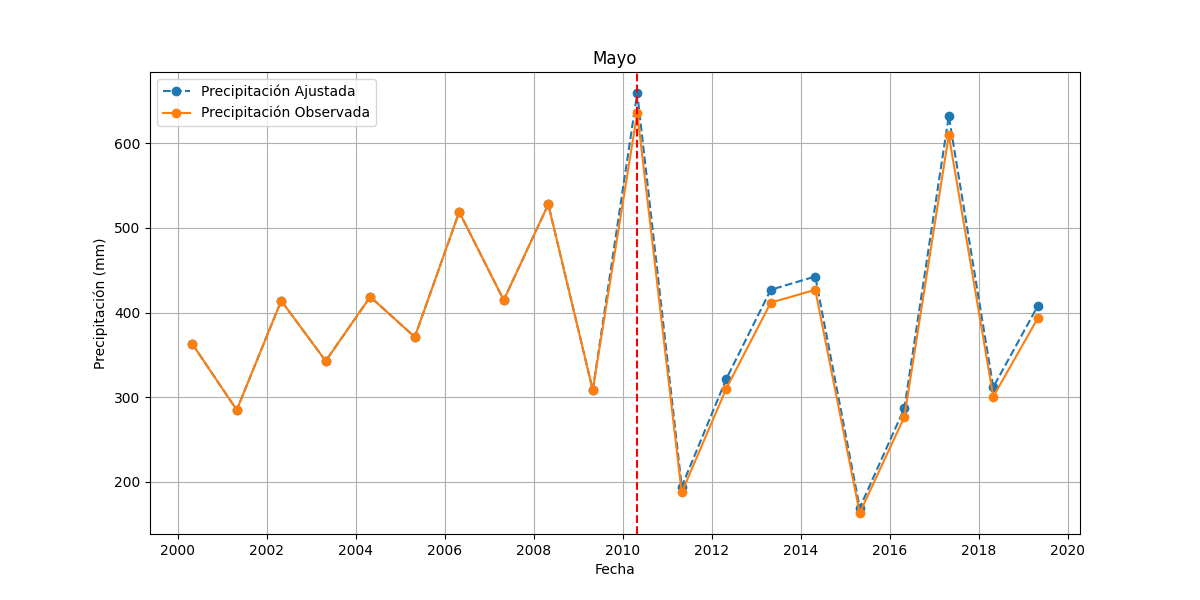 Mayo
Precipitación Ajustada
Precipitación Observada
Precipitación (mm)
600
500
400
300
200
2000 2002 2004 2006 2008 2010 2012 2014 2016 2018 2020
Fecha